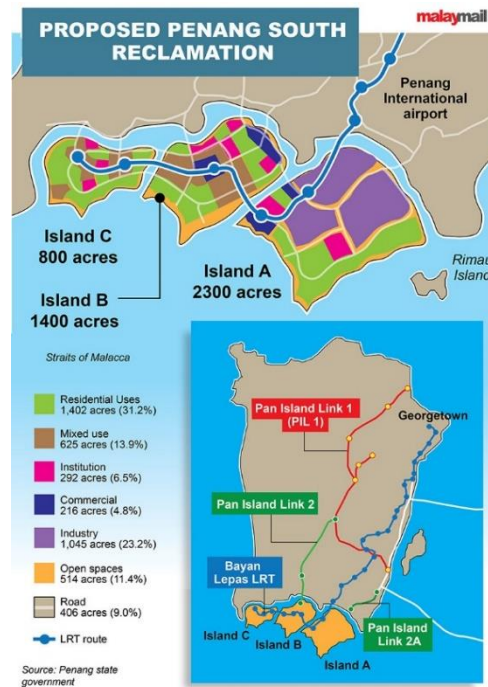 malaymail
PROPOSED PENANG SOUTH
RECLAMATION
Penang
International
airport
Island C
800 acres
Island B
1400 acres
Island A
2300 acres
Rimau
Island
Straits of Malacca
Residential Uses
1,402 acres (31.2%)
Mixed use
625 acres (13.9%)
Institution
292 acres (6.5%)
Commercial
216 acres (4.8%)
Industry
1,045 acres (23.2%)
Open spaces
514 acres (11.4%)
Road
406 acres (9.0%)
LRT route
Source: Penang state
government
Georgetown
Pan Island Link 1
(PIL 1)
Pan Island Link 2
Bayan
Lepas LRT
Pan Island
Link 2A
Island C
Island B
Island A